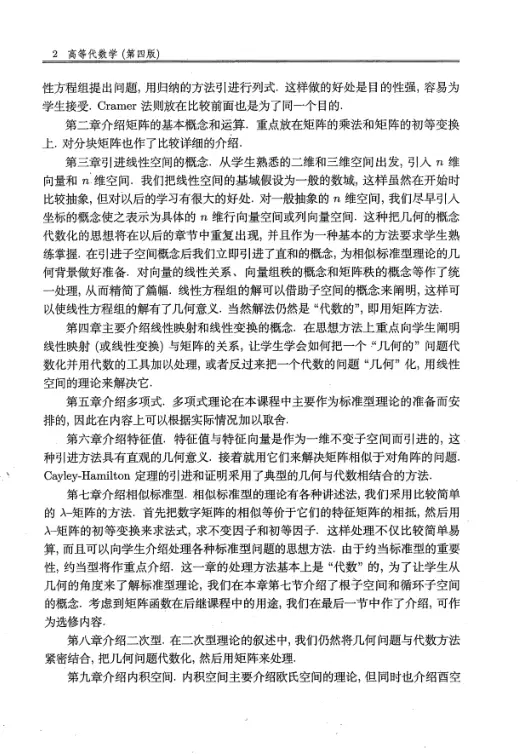 2 高等代数学 (第四版)
性方程组提出问题, 用归纳的方法引进行列式. 这样做的好处是目的性强, 容易为
学生接受. Cramer 法则放在比较前面也是为了同一个目的.
第二章介绍矩阵的基本概念和运算. 重点放在矩阵的乘法和矩阵的初等变换
上. 对分块矩阵也作了比较详细的介绍.
第三章引进线性空间的概念. 从学生熟悉的二维和三维空间出发, 引入 n 维
向量和 n 维空间. 我们把线性空间的基域假设为一般的数域, 这样虽然在开始时
比较抽象, 但对以后的学习有很大的好处. 对一般抽象的 n 维空间, 我们尽早引入
坐标的概念使之表示为具体的 n 维行向量空间或列向量空间. 这种把几何的概念
代数化的思想将在以后的章节中重复出现, 并且作为一种基本的方法要求学生熟
练掌握. 在引进子空间概念后我们立即引进了直和的概念, 为相似标准型理论的几
何背景做好准备. 对向量的线性关系、向量组秩的概念和矩阵秩的概念等作了统
一处理, 从而精简了篇幅. 线性方程组的解可以借助子空间的概念来阐明, 这样可
以使线性方程组的解有了几何意义. 当然解法仍然是 “代数的”, 即用矩阵方法.
第四章主要介绍线性映射和线性变换的概念. 在思想方法上重点向学生阐明
线性映射 (或线性变换) 与矩阵的关系, 让学生学会如何把一个 “几何的” 问题代
数化并用代数的工具加以处理, 或者反过来把一个代数的问题 “几何” 化, 用线性
空间的理论来解决它.
第五章介绍多项式. 多项式理论在本课程中主要作为标准型理论的准备而安
排的, 因此在内容上可以根据实际情况加以取舍.
第六章介绍特征值. 特征值与特征向量是作为一维不变子空间而引进的, 这
种引进方法具有直观的几何意义. 接着就用它们来解决矩阵相似于对角阵的问题.
Cayley-Hamilton 定理的引进和证明采用了典型的几何与代数相结合的方法.
第七章介绍相似标准型. 相似标准型的理论有各种讲述法, 我们采用比较简单
的 λ-矩阵的方法. 首先把数字矩阵的相似等价于它们的特征矩阵的相抵, 然后用
λ-矩阵的初等变换来求法式, 求不变因子和初等因子. 这样处理不仅比较简单易
算, 而且可以向学生介绍处理各种标准型问题的思想方法. 由于约当标准型的重要
性, 约当型将作重点介绍. 这一章的处理方法基本上是 “代数” 的, 为了让学生从
几何的角度来了解标准型理论, 我们在本章第七节介绍了根子空间和循环子空间
的概念. 考虑到矩阵函数在后继课程中的用途, 我们在最后一节中作了介绍, 可作
为选修内容.
第八章介绍二次型. 在二次型理论的叙述中, 我们仍然将几何问题与代数方法
紧密结合, 把几何问题代数化, 然后用矩阵来处理.
第九章介绍内积空间. 内积空间主要介绍欧氏空间的理论, 但同时也介绍酉空